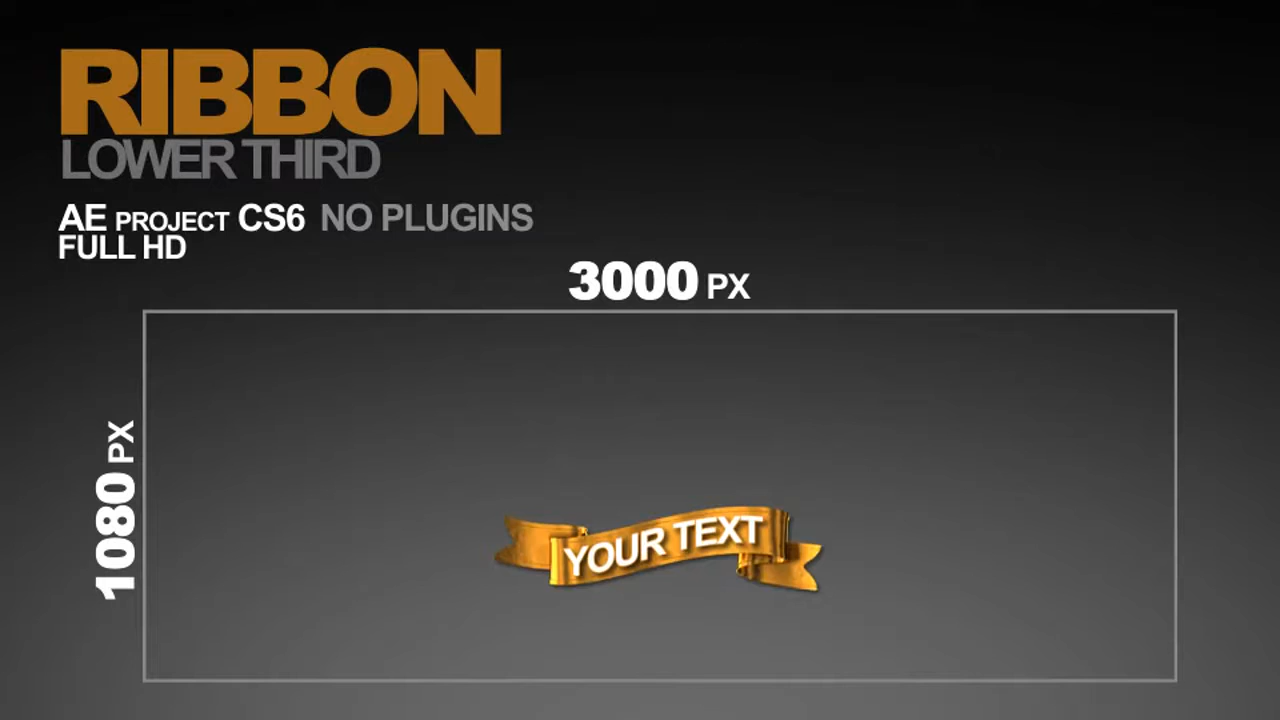 RIBBON
LOWER THIRD
AE PROJECT CS6 NO PLUGINS
FULL HD
3000 PX
1080 PX
YOUR TEXT